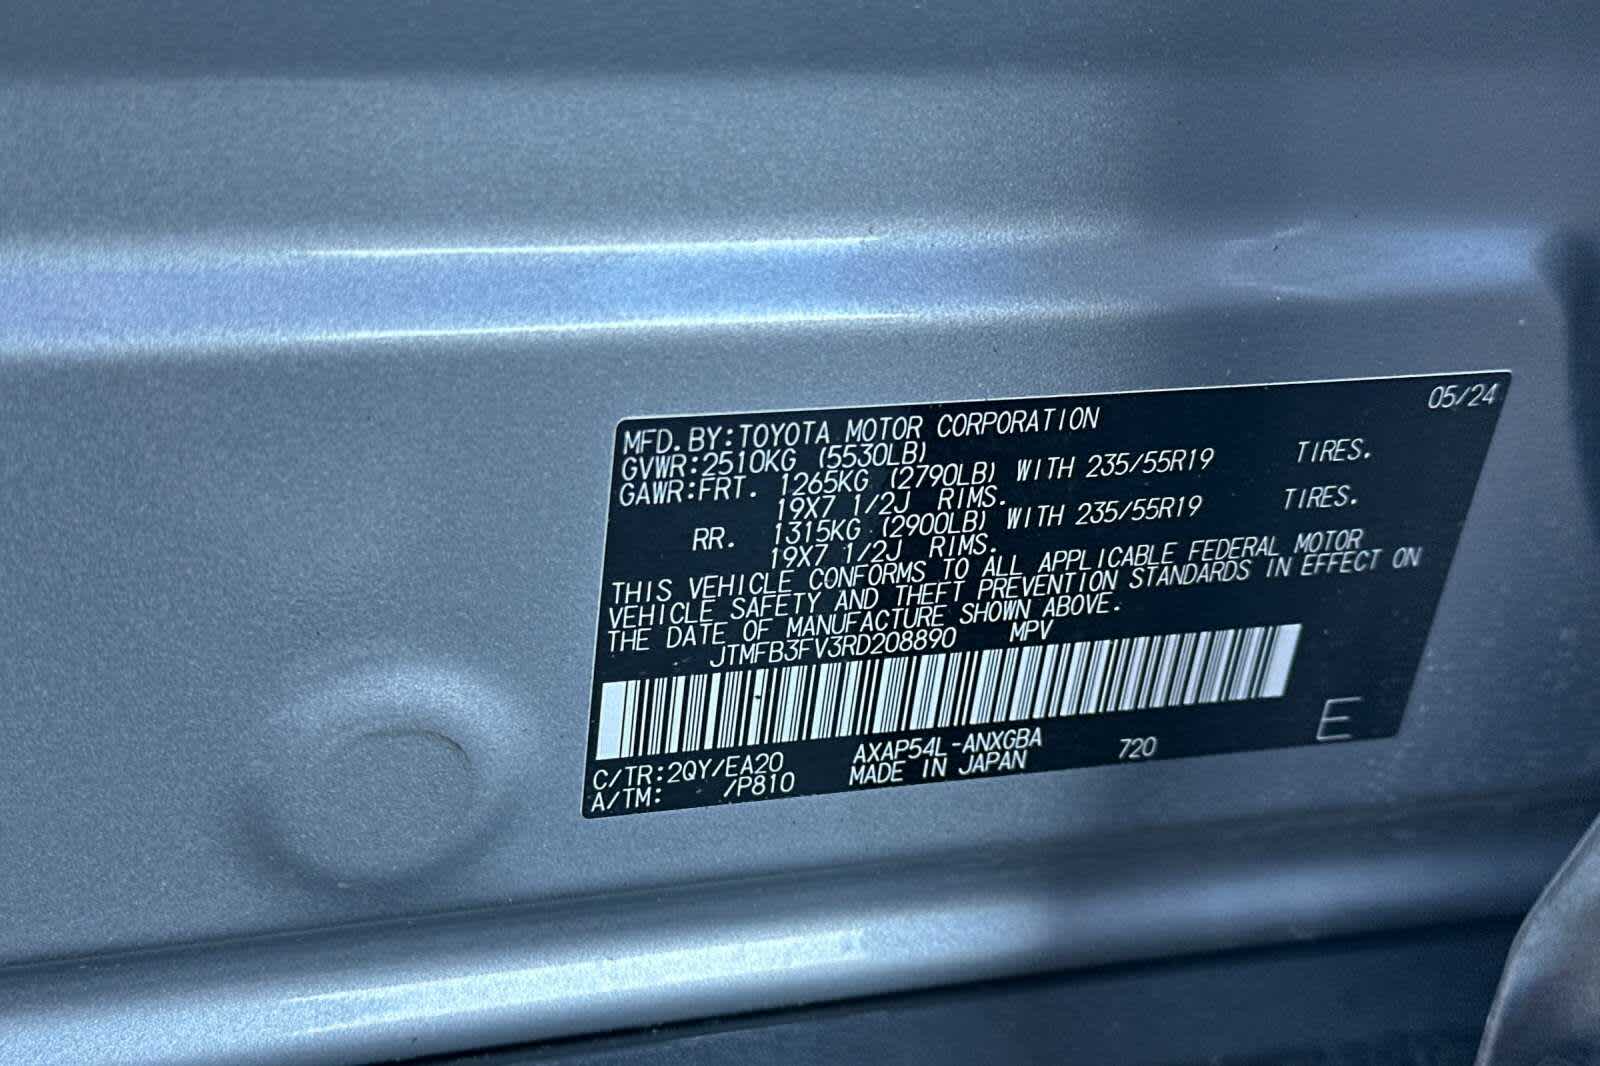 05/24
MFD. BY:TOYOTA MOTOR CORPORATION
GVWR:2510KG (5530LB)
GAWR:FRT. 1265KG (2790LB) WITH 235/55R19 TIRES.
19X7 1/2J RIMS.
RR. 1315KG (2900LB) WITH 235/55R19 TIRES.
19X7 1/2J RIMS.
THIS VEHICLE CONFORMS TO ALL APPLICABLE FEDERAL MOTOR
VEHICLE SAFETY AND THEFT PREVENTION STANDARDS IN EFFECT ON
THE DATE OF MANUFACTURE SHOWN ABOVE.
JTMFB3FV3RD208890 MPV
C/TR:2QY/EA20 AXAP54L-ANXGBA 720 E
A/TM: /P810 MADE IN JAPAN